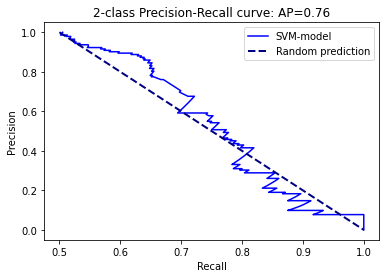 2-class Precision-Recall curve: AP=0.76
SVM-model
Random prediction
Precision
1.0
0.8
0.6
0.4
0.2
0.0
0.5 0.6 0.7 0.8 0.9 1.0
Recall